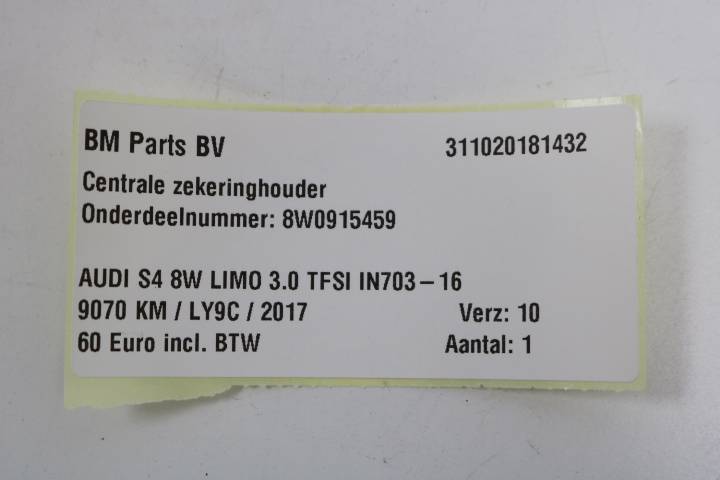 BM Parts BV 311020181432
Centrale zekeringhouder
Onderdeelnummer: 8W0915459
AUDI S4 8W LIMO 3.0 TFSI IN703-16
9070 KM / LY9C / 2017 Verz: 10
60 Euro incl. BTW Aantal: 1